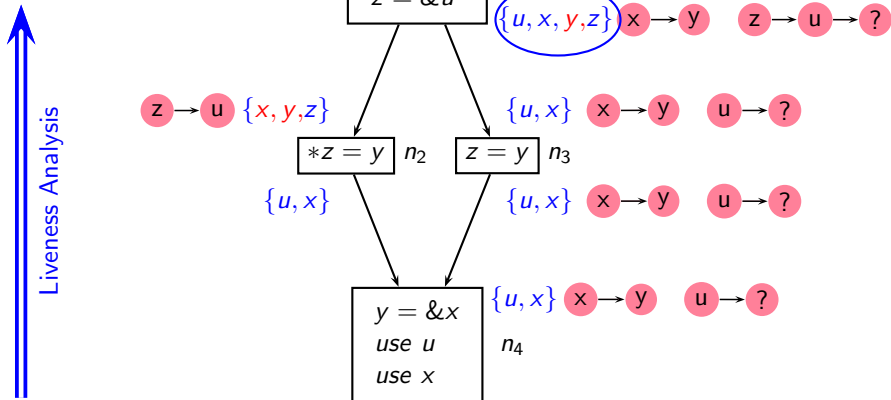 z = &u
{u, x, y,z} x y z u ?
z u {x, y,z} {u, x} x y u ?
*z = y n2 z = y n3
{u, x} {u, x} x y u ?
{u, x} x y u ?
y = &x
use u n4
use x
Liveness Analysis